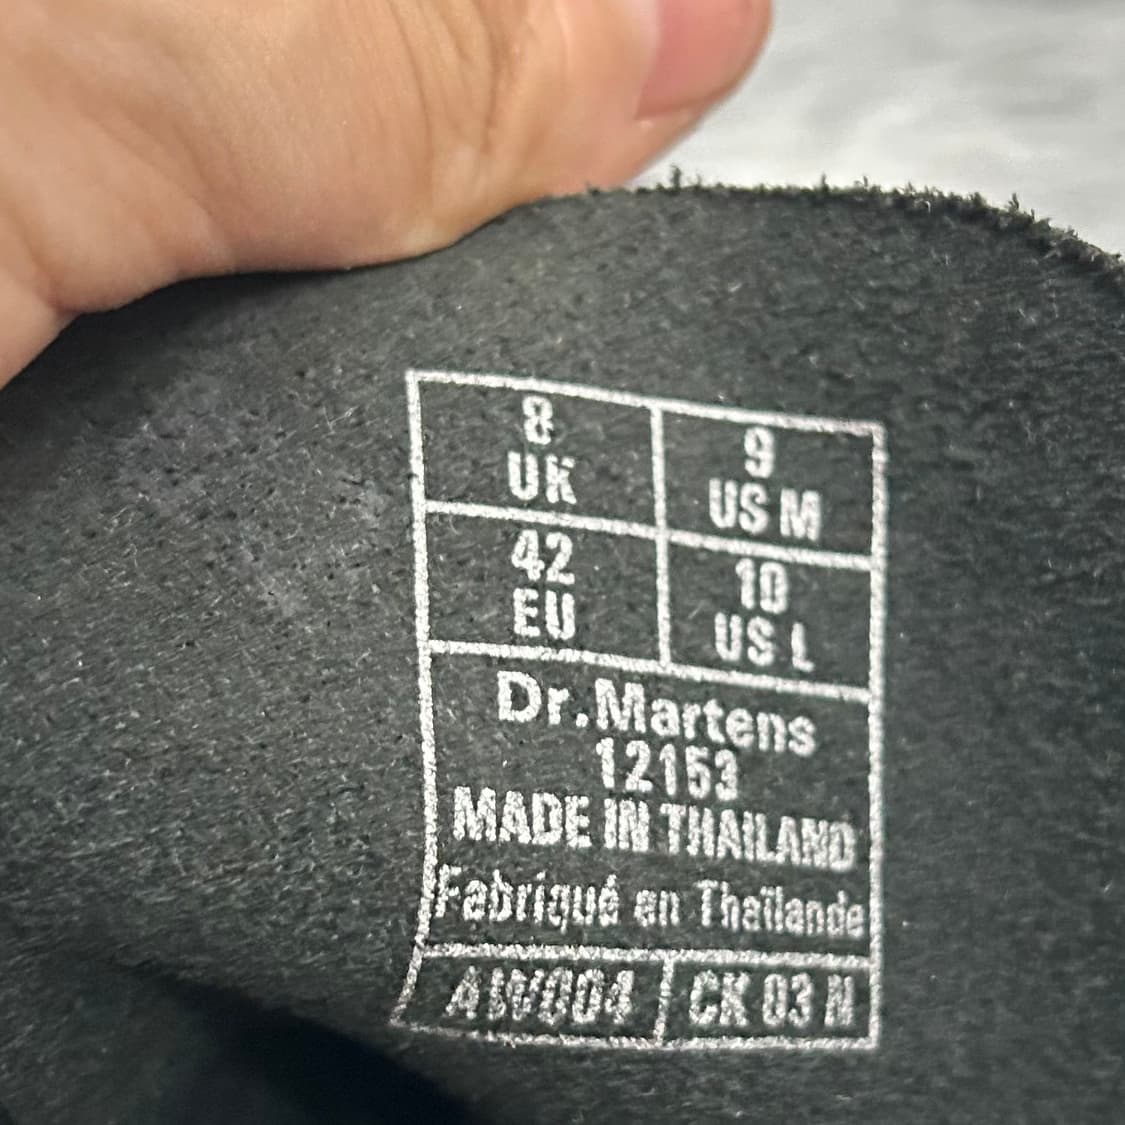 8
UK
9
US M
42
EU
10
US L
Dr.Martens
12153
MADE IN THAILAND
Fabriqué en Thaïlande
AW004
CK 03 N